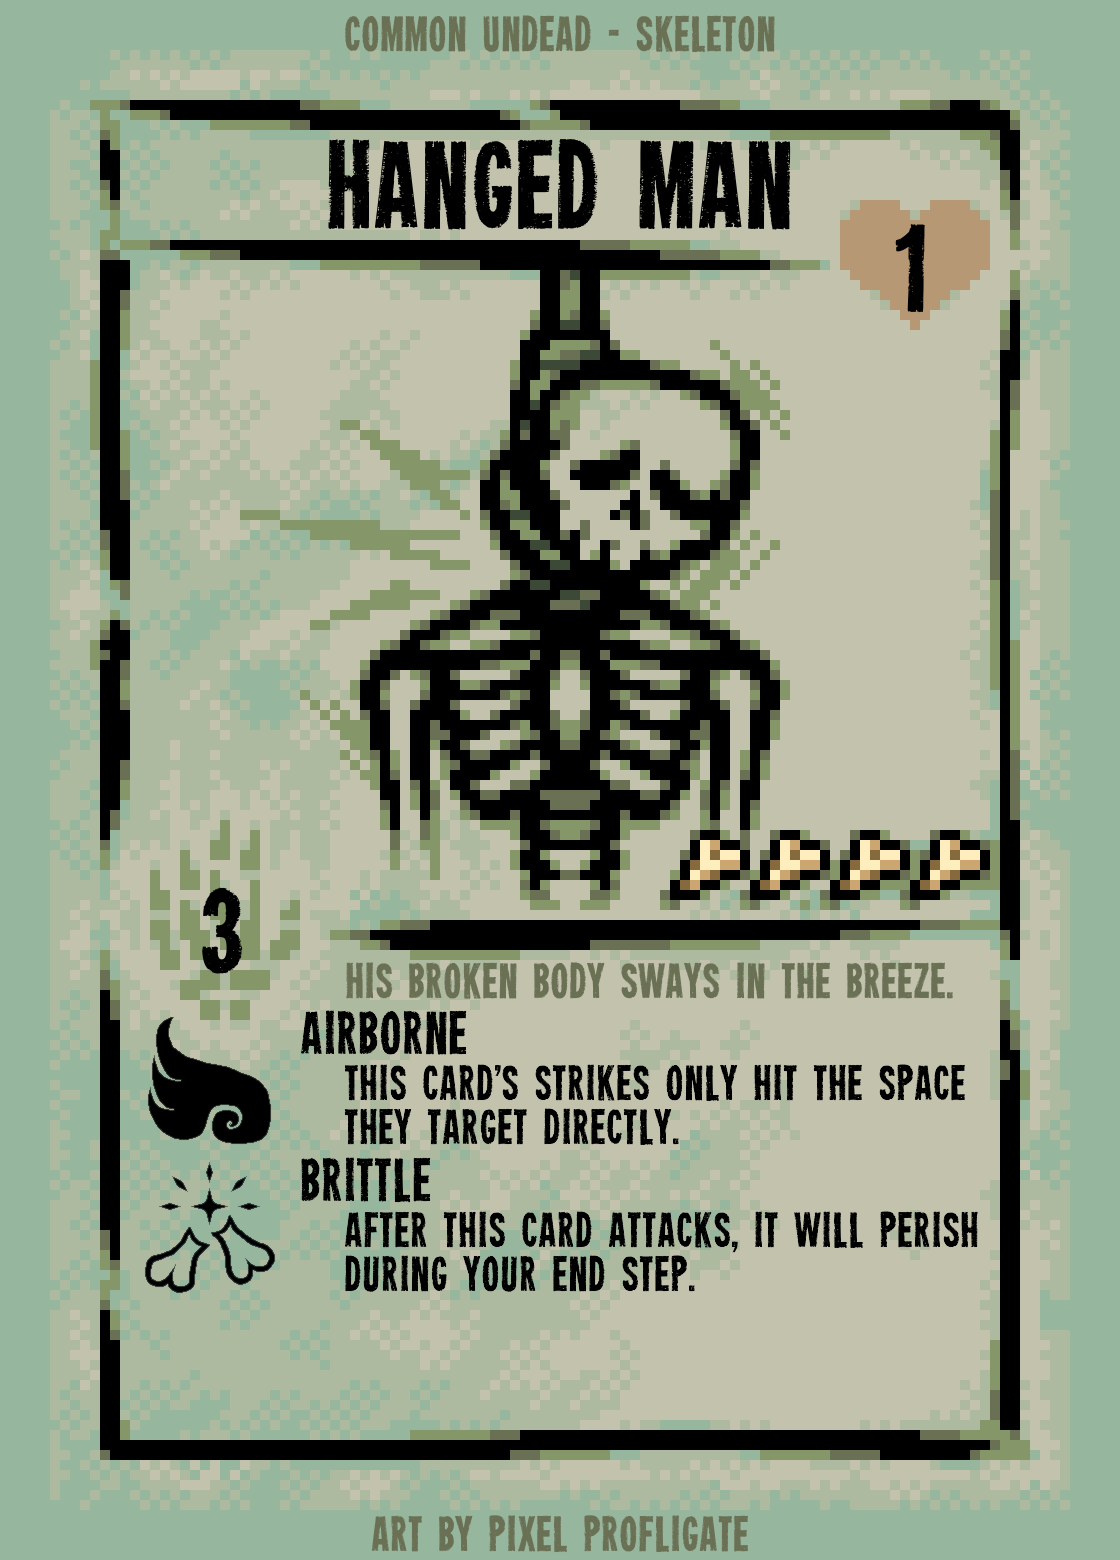 COMMON UNDEAD - SKELETON
HANGED MAN
1
3
HIS BROKEN BODY SWAYS IN THE BREEZE.
AIRBORNE
THIS CARD'S STRIKES ONLY HIT THE SPACE
THEY TARGET DIRECTLY.
BRITTLE
AFTER THIS CARD ATTACKS, IT WILL PERISH
DURING YOUR END STEP.
ART BY PIXEL PROFLIGATE